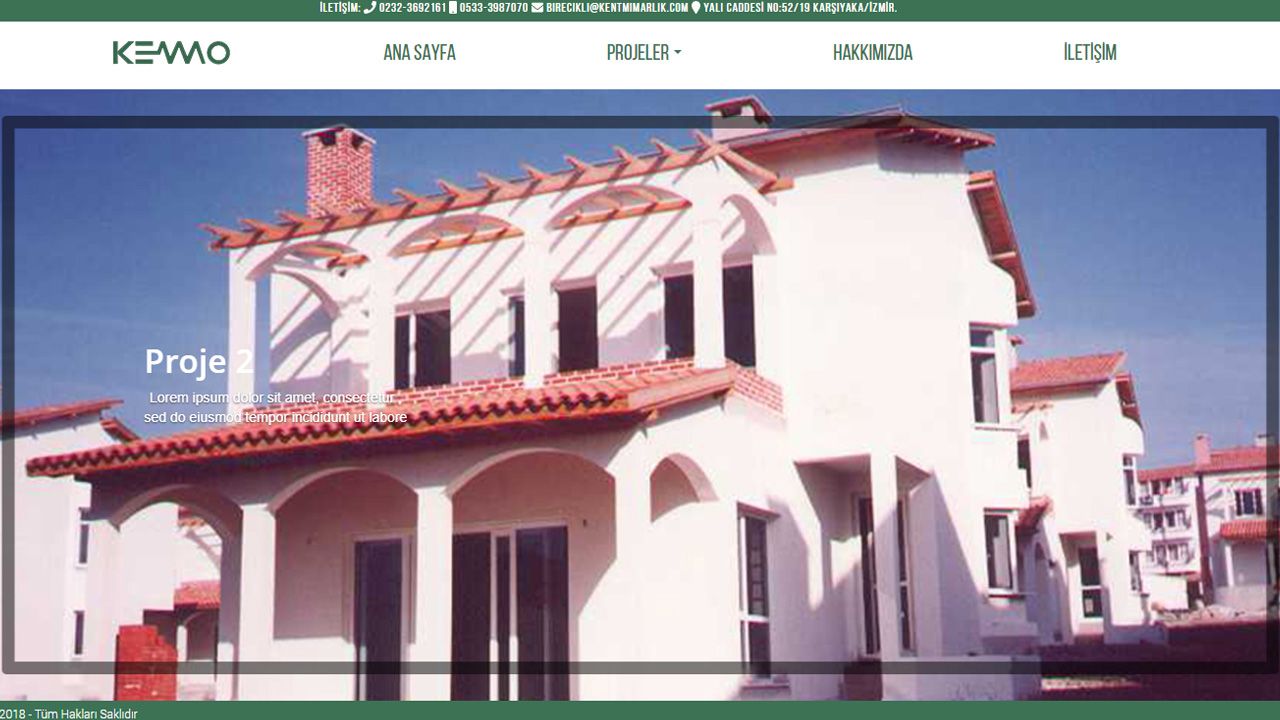 İLETİŞİM: 0232-3692161 0533-3987070 BIRECIKLI@KENTMIMARLIK.COM YALI CADDESİ NO:52/19 KARŞIYAKA/İZMİR.
ANA SAYFA PROJELER HAKKIMIZDA İLETİŞİM
Proje 2
Lorem ipsum dolor sit amet, consectetur ,
sed do eiusmod tempor incididunt ut labore
2018 - Tüm Hakları Saklıdır